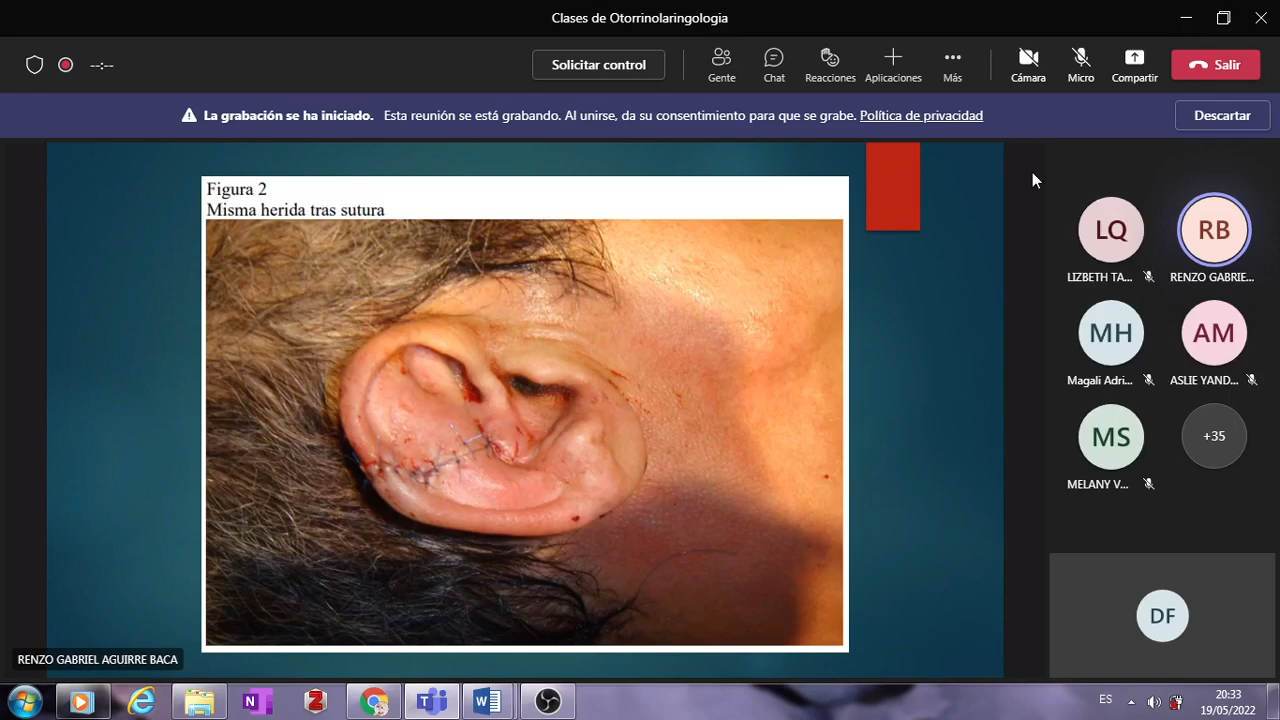 Clases de Otorrinolaringologia
--:--
Solicitar control
Gente
Chat
Reacciones
Aplicaciones
Más
Cámara
Micro
Compartir
Salir
La grabación se ha iniciado. Esta reunión se está grabando. Al unirse, da su consentimiento para que se grabe. Política de privacidad
Descartar
Figura 2
Misma herida tras sutura
LQ
RB
LIZBETH TA...
RENZO GABRIE...
MH
AM
Magali Adri...
ASLIE YAND...
MS
+35
MELANY V...
DF
RENZO GABRIEL AGUIRRE BACA
ES
20:33
19/05/2022